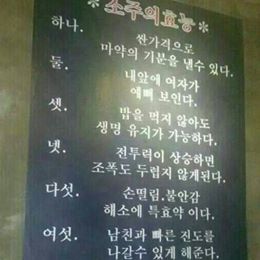 * 소주의효능 *
하나. 싼가격으로
마약의 기분을 낼수 있다.
둘. 내앞에 여자가
예뻐 보인다.
셋. 밥을 먹지 않아도
생명 유지가 가능하다.
넷. 전투력이 상승하면
조폭도 두렵지 않게된다.
다섯. 손떨림.불안감
해소에 특효약 이다.
여섯. 남친과 빠른 진도를
나갈수 있게 해준다.